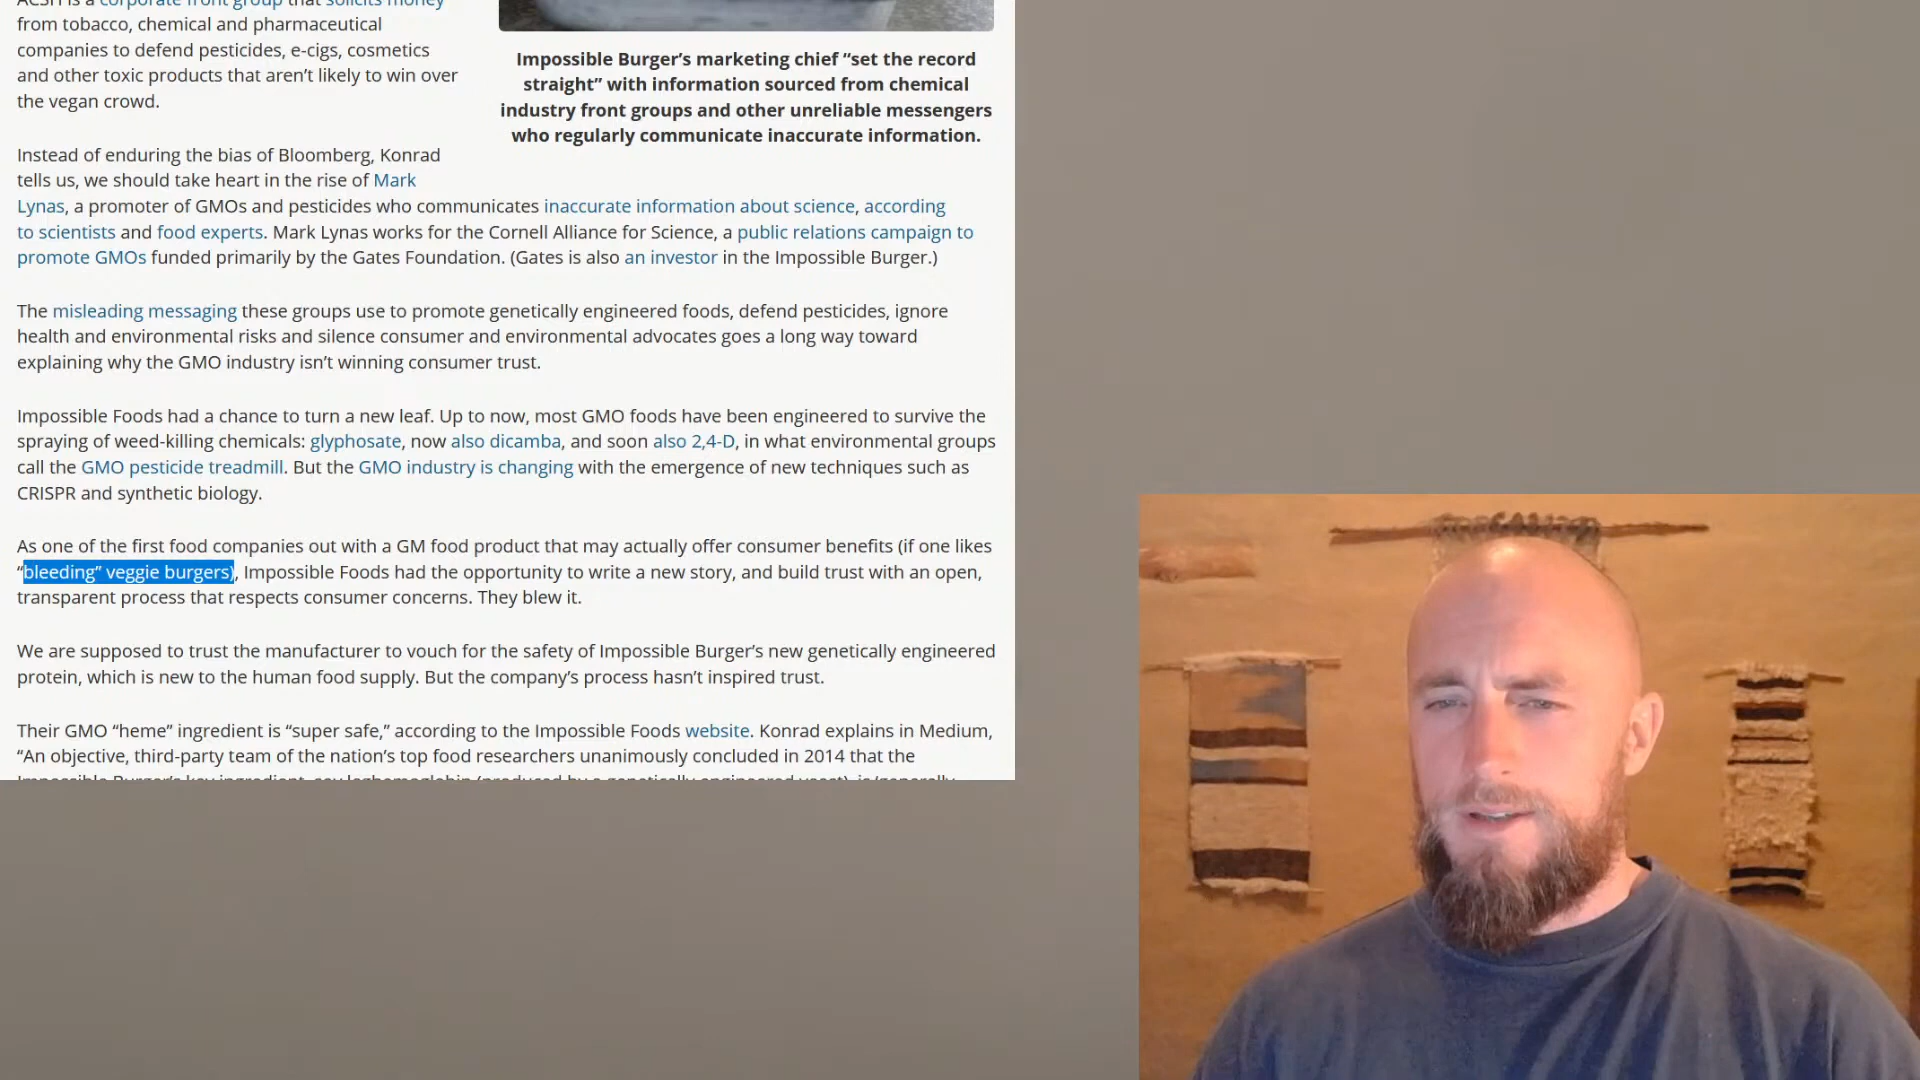 ACSH is a corporate front group that solicits money
from tobacco, chemical and pharmaceutical
companies to defend pesticides, e-cigs, cosmetics
and other toxic products that aren’t likely to win over
the vegan crowd.
Impossible Burger’s marketing chief “set the record
straight” with information sourced from chemical
industry front groups and other unreliable messengers
who regularly communicate inaccurate information.
Instead of enduring the bias of Bloomberg, Konrad
tells us, we should take heart in the rise of Mark
Lynas, a promoter of GMOs and pesticides who communicates inaccurate information about science, according
to scientists and food experts. Mark Lynas works for the Cornell Alliance for Science, a public relations campaign to
promote GMOs funded primarily by the Gates Foundation. (Gates is also an investor in the Impossible Burger.)
The misleading messaging these groups use to promote genetically engineered foods, defend pesticides, ignore
health and environmental risks and silence consumer and environmental advocates goes a long way toward
explaining why the GMO industry isn’t winning consumer trust.
Impossible Foods had a chance to turn a new leaf. Up to now, most GMO foods have been engineered to survive the
spraying of weed-killing chemicals: glyphosate, now also dicamba, and soon also 2,4-D, in what environmental groups
call the GMO pesticide treadmill. But the GMO industry is changing with the emergence of new techniques such as
CRISPR and synthetic biology.
As one of the first food companies out with a GM food product that may actually offer consumer benefits (if one likes
“bleeding” veggie burgers), Impossible Foods had the opportunity to write a new story, and build trust with an open,
transparent process that respects consumer concerns. They blew it.
We are supposed to trust the manufacturer to vouch for the safety of Impossible Burger’s new genetically engineered
protein, which is new to the human food supply. But the company’s process hasn’t inspired trust.
Their GMO “heme” ingredient is “super safe,” according to the Impossible Foods website. Konrad explains in Medium,
“An objective, third-party team of the nation’s top food researchers unanimously concluded in 2014 that the
Impossible Burger’s key ingredient, soy leghemoglobin (produced by a genetically engineered yeast), is ‘generally